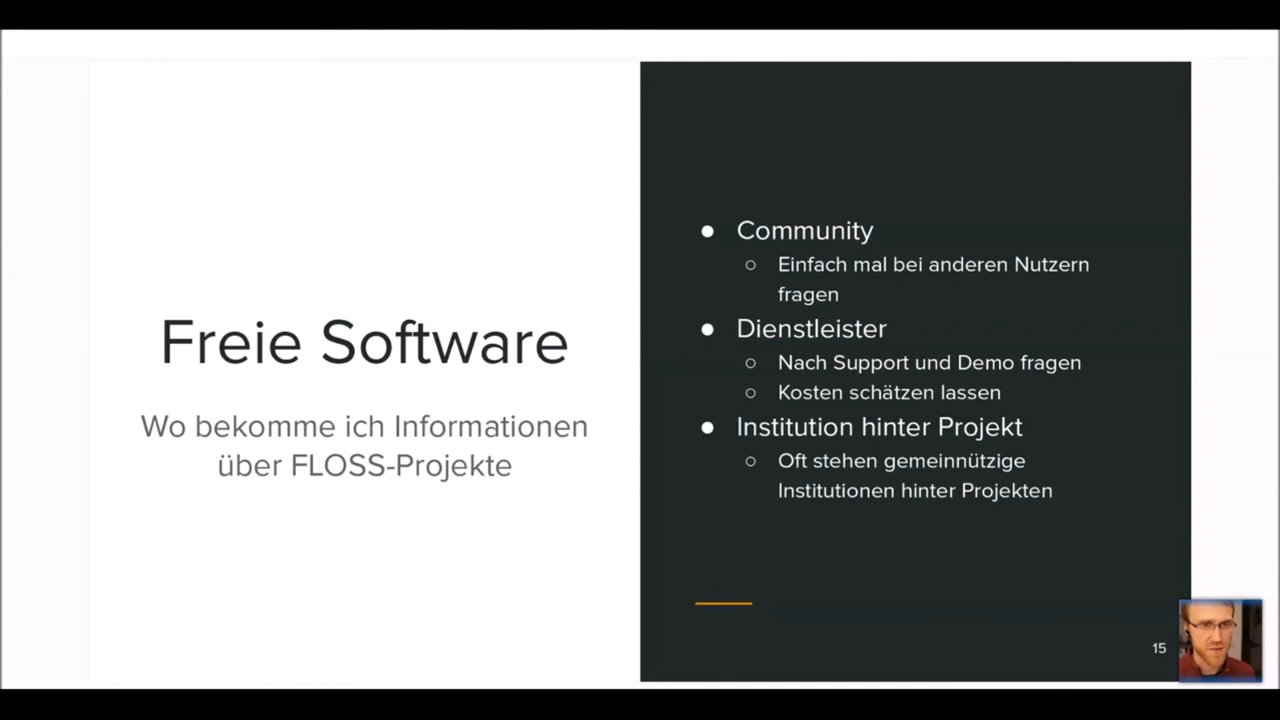 Freie Software
Wo bekomme ich Informationen
über FLOSS-Projekte
● Community
○ Einfach mal bei anderen Nutzern
fragen
● Dienstleister
○ Nach Support und Demo fragen
○ Kosten schätzen lassen
● Institution hinter Projekt
○ Oft stehen gemeinnützige
Institutionen hinter Projekten
15